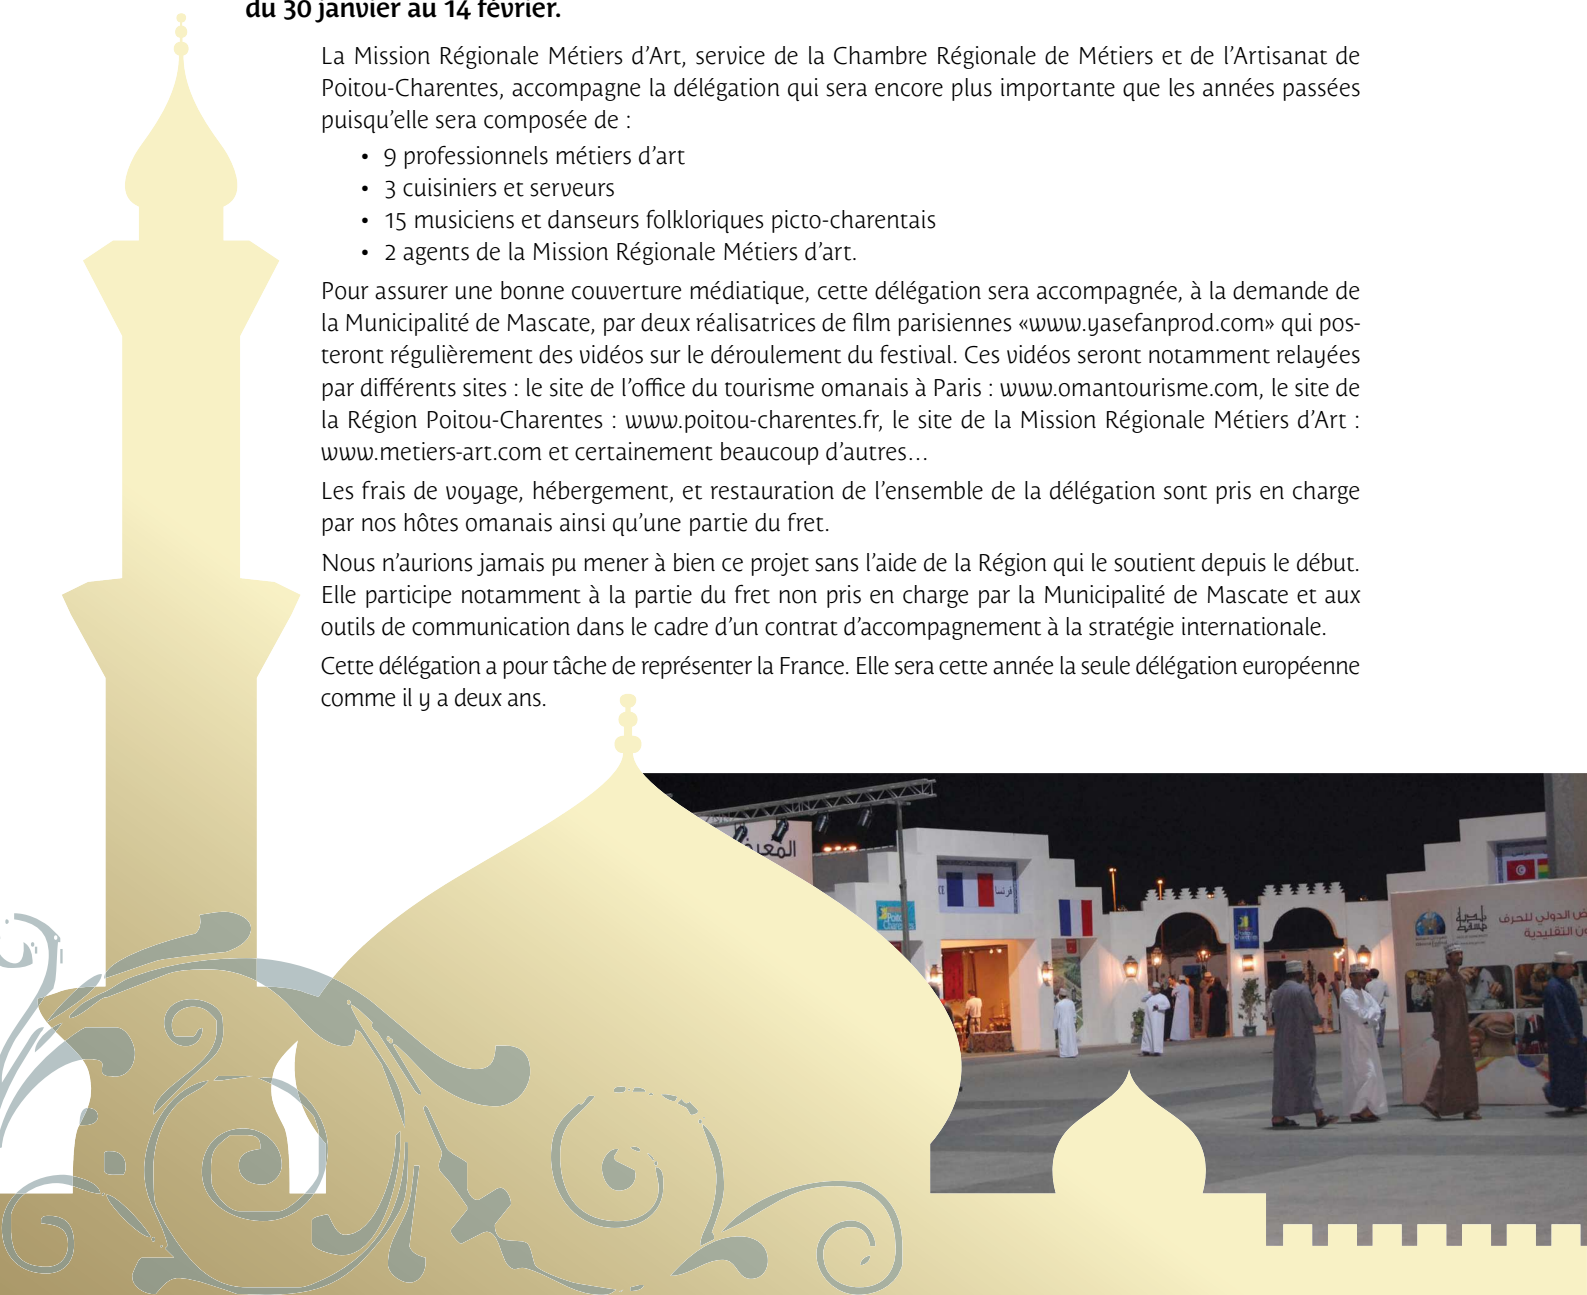 du 30 janvier au 14 février.
La Mission Régionale Métiers d’Art, service de la Chambre Régionale de Métiers et de l’Artisanat de
Poitou-Charentes, accompagne la délégation qui sera encore plus importante que les années passées
puisqu’elle sera composée de :
• 9 professionnels métiers d’art
• 3 cuisiniers et serveurs
• 15 musiciens et danseurs folkloriques picto-charentais
• 2 agents de la Mission Régionale Métiers d’art.
Pour assurer une bonne couverture médiatique, cette délégation sera accompagnée, à la demande de
la Municipalité de Mascate, par deux réalisatrices de film parisiennes «www.yasefanprod.com» qui pos-
teront régulièrement des vidéos sur le déroulement du festival. Ces vidéos seront notamment relayées
par différents sites : le site de l’office du tourisme omanais à Paris : www.omantourisme.com, le site de
la Région Poitou-Charentes : www.poitou-charentes.fr, le site de la Mission Régionale Métiers d’Art :
www.metiers-art.com et certainement beaucoup d’autres…
Les frais de voyage, hébergement, et restauration de l’ensemble de la délégation sont pris en charge
par nos hôtes omanais ainsi qu’une partie du fret.
Nous n’aurions jamais pu mener à bien ce projet sans l’aide de la Région qui le soutient depuis le début.
Elle participe notamment à la partie du fret non pris en charge par la Municipalité de Mascate et aux
outils de communication dans le cadre d’un contrat d’accompagnement à la stratégie internationale.
Cette délégation a pour tâche de représenter la France. Elle sera cette année la seule délégation européenne
comme il y a deux ans.
فرنسا
Poitou
Charentes
بلدية
مسقط
الدولي للحرف
التقليدية